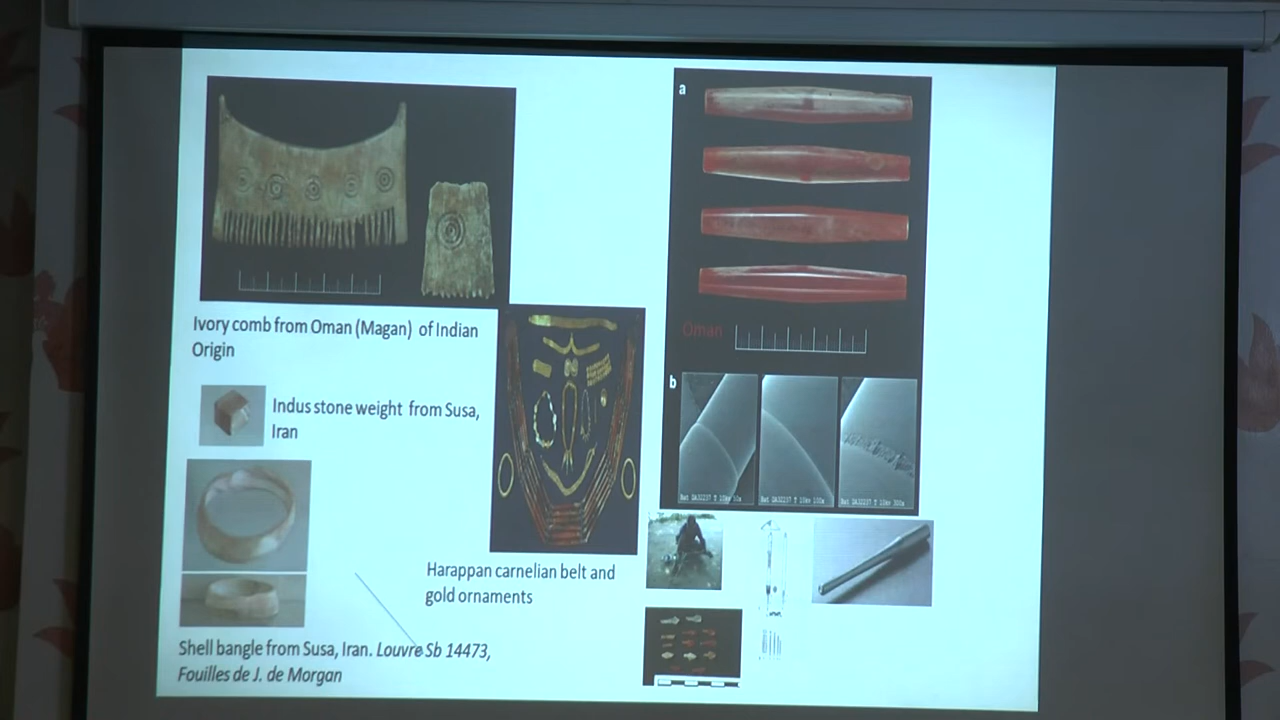 a
Ivory comb from Oman (Magan) of Indian
Origin
Oman
b
Indus stone weight from Susa,
Iran
Harappan carnelian belt and
gold ornaments
Shell bangle from Susa, Iran. Louvre Sb 14473,
Fouilles de J. de Morgan